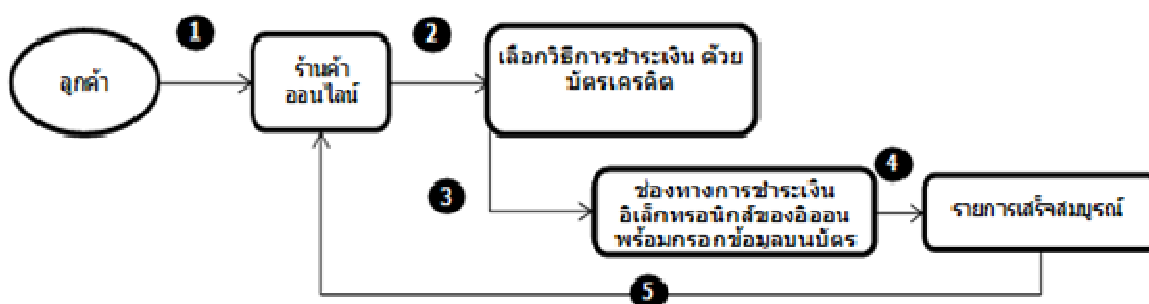 1
2
ลูกค้า
ร้านค้า
ออนไลน์
เลือกวิธีการชำระเงิน ด้วย
บัตรเครดิต
3
ช่องทางการชำระเงิน
อิเล็กทรอนิกส์ของอิออน
พร้อมกรอกข้อมูลบนบัตร
4
รายการเสร็จสมบูรณ์
5